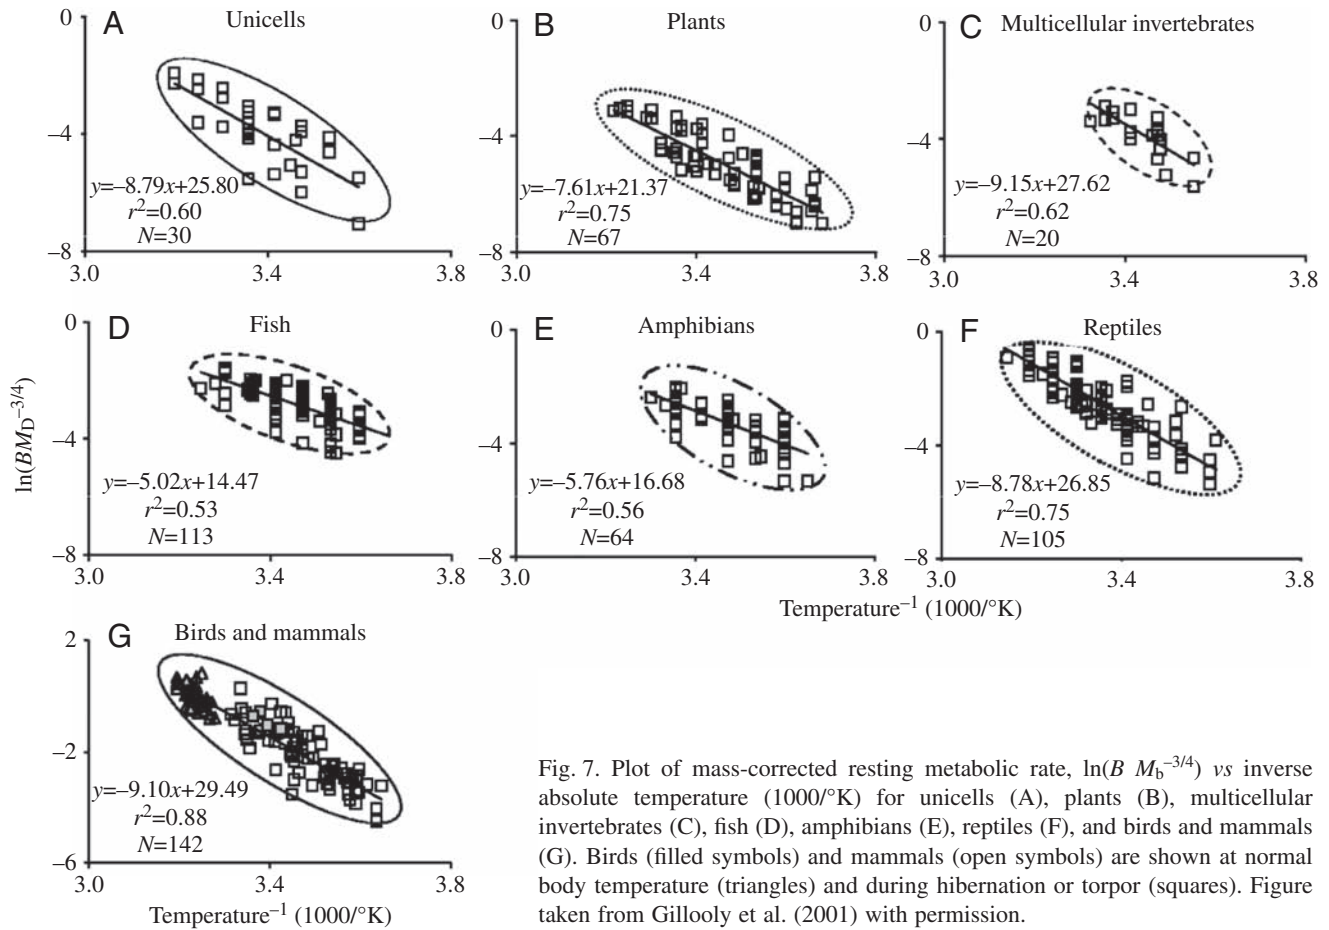 A Unicells
0
−4
−8
y=−8.79x+25.80
r²=0.60
N=30
3.0 3.4 3.8
B Plants
0
−4
−8
y=−7.61x+21.37
r²=0.75
N=67
3.0 3.4 3.8
C Multicellular invertebrates
0
−4
−8
y=−9.15x+27.62
r²=0.62
N=20
3.0 3.4 3.8
ln(BM_D^−3/4)
D Fish
0
−4
−8
y=−5.02x+14.47
r²=0.53
N=113
3.0 3.4 3.8
E Amphibians
0
−4
−8
y=−5.76x+16.68
r²=0.56
N=64
3.0 3.4 3.8
F Reptiles
0
−4
−8
y=−8.78x+26.85
r²=0.75
N=105
3.0 3.4 3.8
Temperature⁻¹ (1000/°K)
G Birds and mammals
2
−2
−6
y=−9.10x+29.49
r²=0.88
N=142
3.0 3.4 3.8
Temperature⁻¹ (1000/°K)
Fig. 7. Plot of mass-corrected resting metabolic rate, ln(B M_b^−3/4) vs inverse
absolute temperature (1000/°K) for unicells (A), plants (B), multicellular
invertebrates (C), fish (D), amphibians (E), reptiles (F), and birds and mammals
(G). Birds (filled symbols) and mammals (open symbols) are shown at normal
body temperature (triangles) and during hibernation or torpor (squares). Figure
taken from Gillooly et al. (2001) with permission.